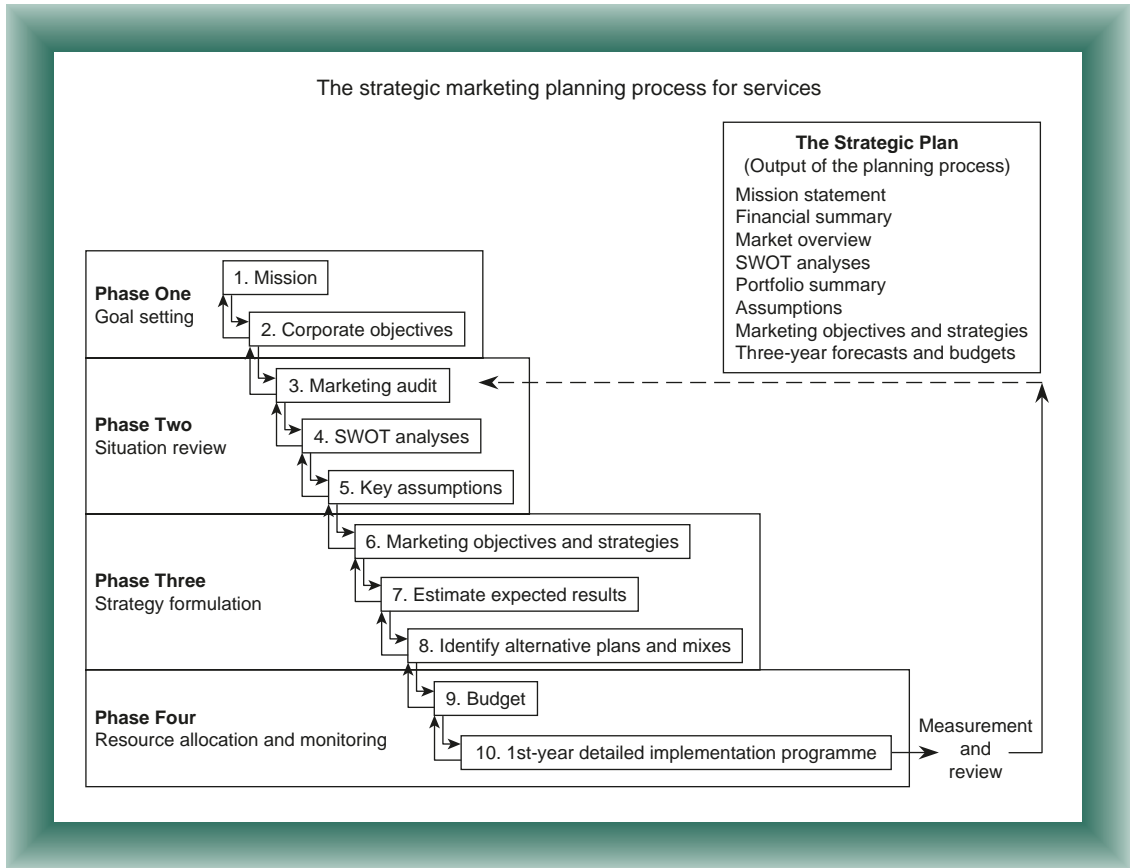 The strategic marketing planning process for services
The Strategic Plan
(Output of the planning process)
Mission statement
Financial summary
Market overview
SWOT analyses
Portfolio summary
Assumptions
Marketing objectives and strategies
Three-year forecasts and budgets
Phase One
Goal setting
1. Mission
2. Corporate objectives
Phase Two
Situation review
3. Marketing audit
4. SWOT analyses
5. Key assumptions
Phase Three
Strategy formulation
6. Marketing objectives and strategies
7. Estimate expected results
8. Identify alternative plans and mixes
Phase Four
Resource allocation and monitoring
9. Budget
10. 1st-year detailed implementation programme
Measurement
and
review